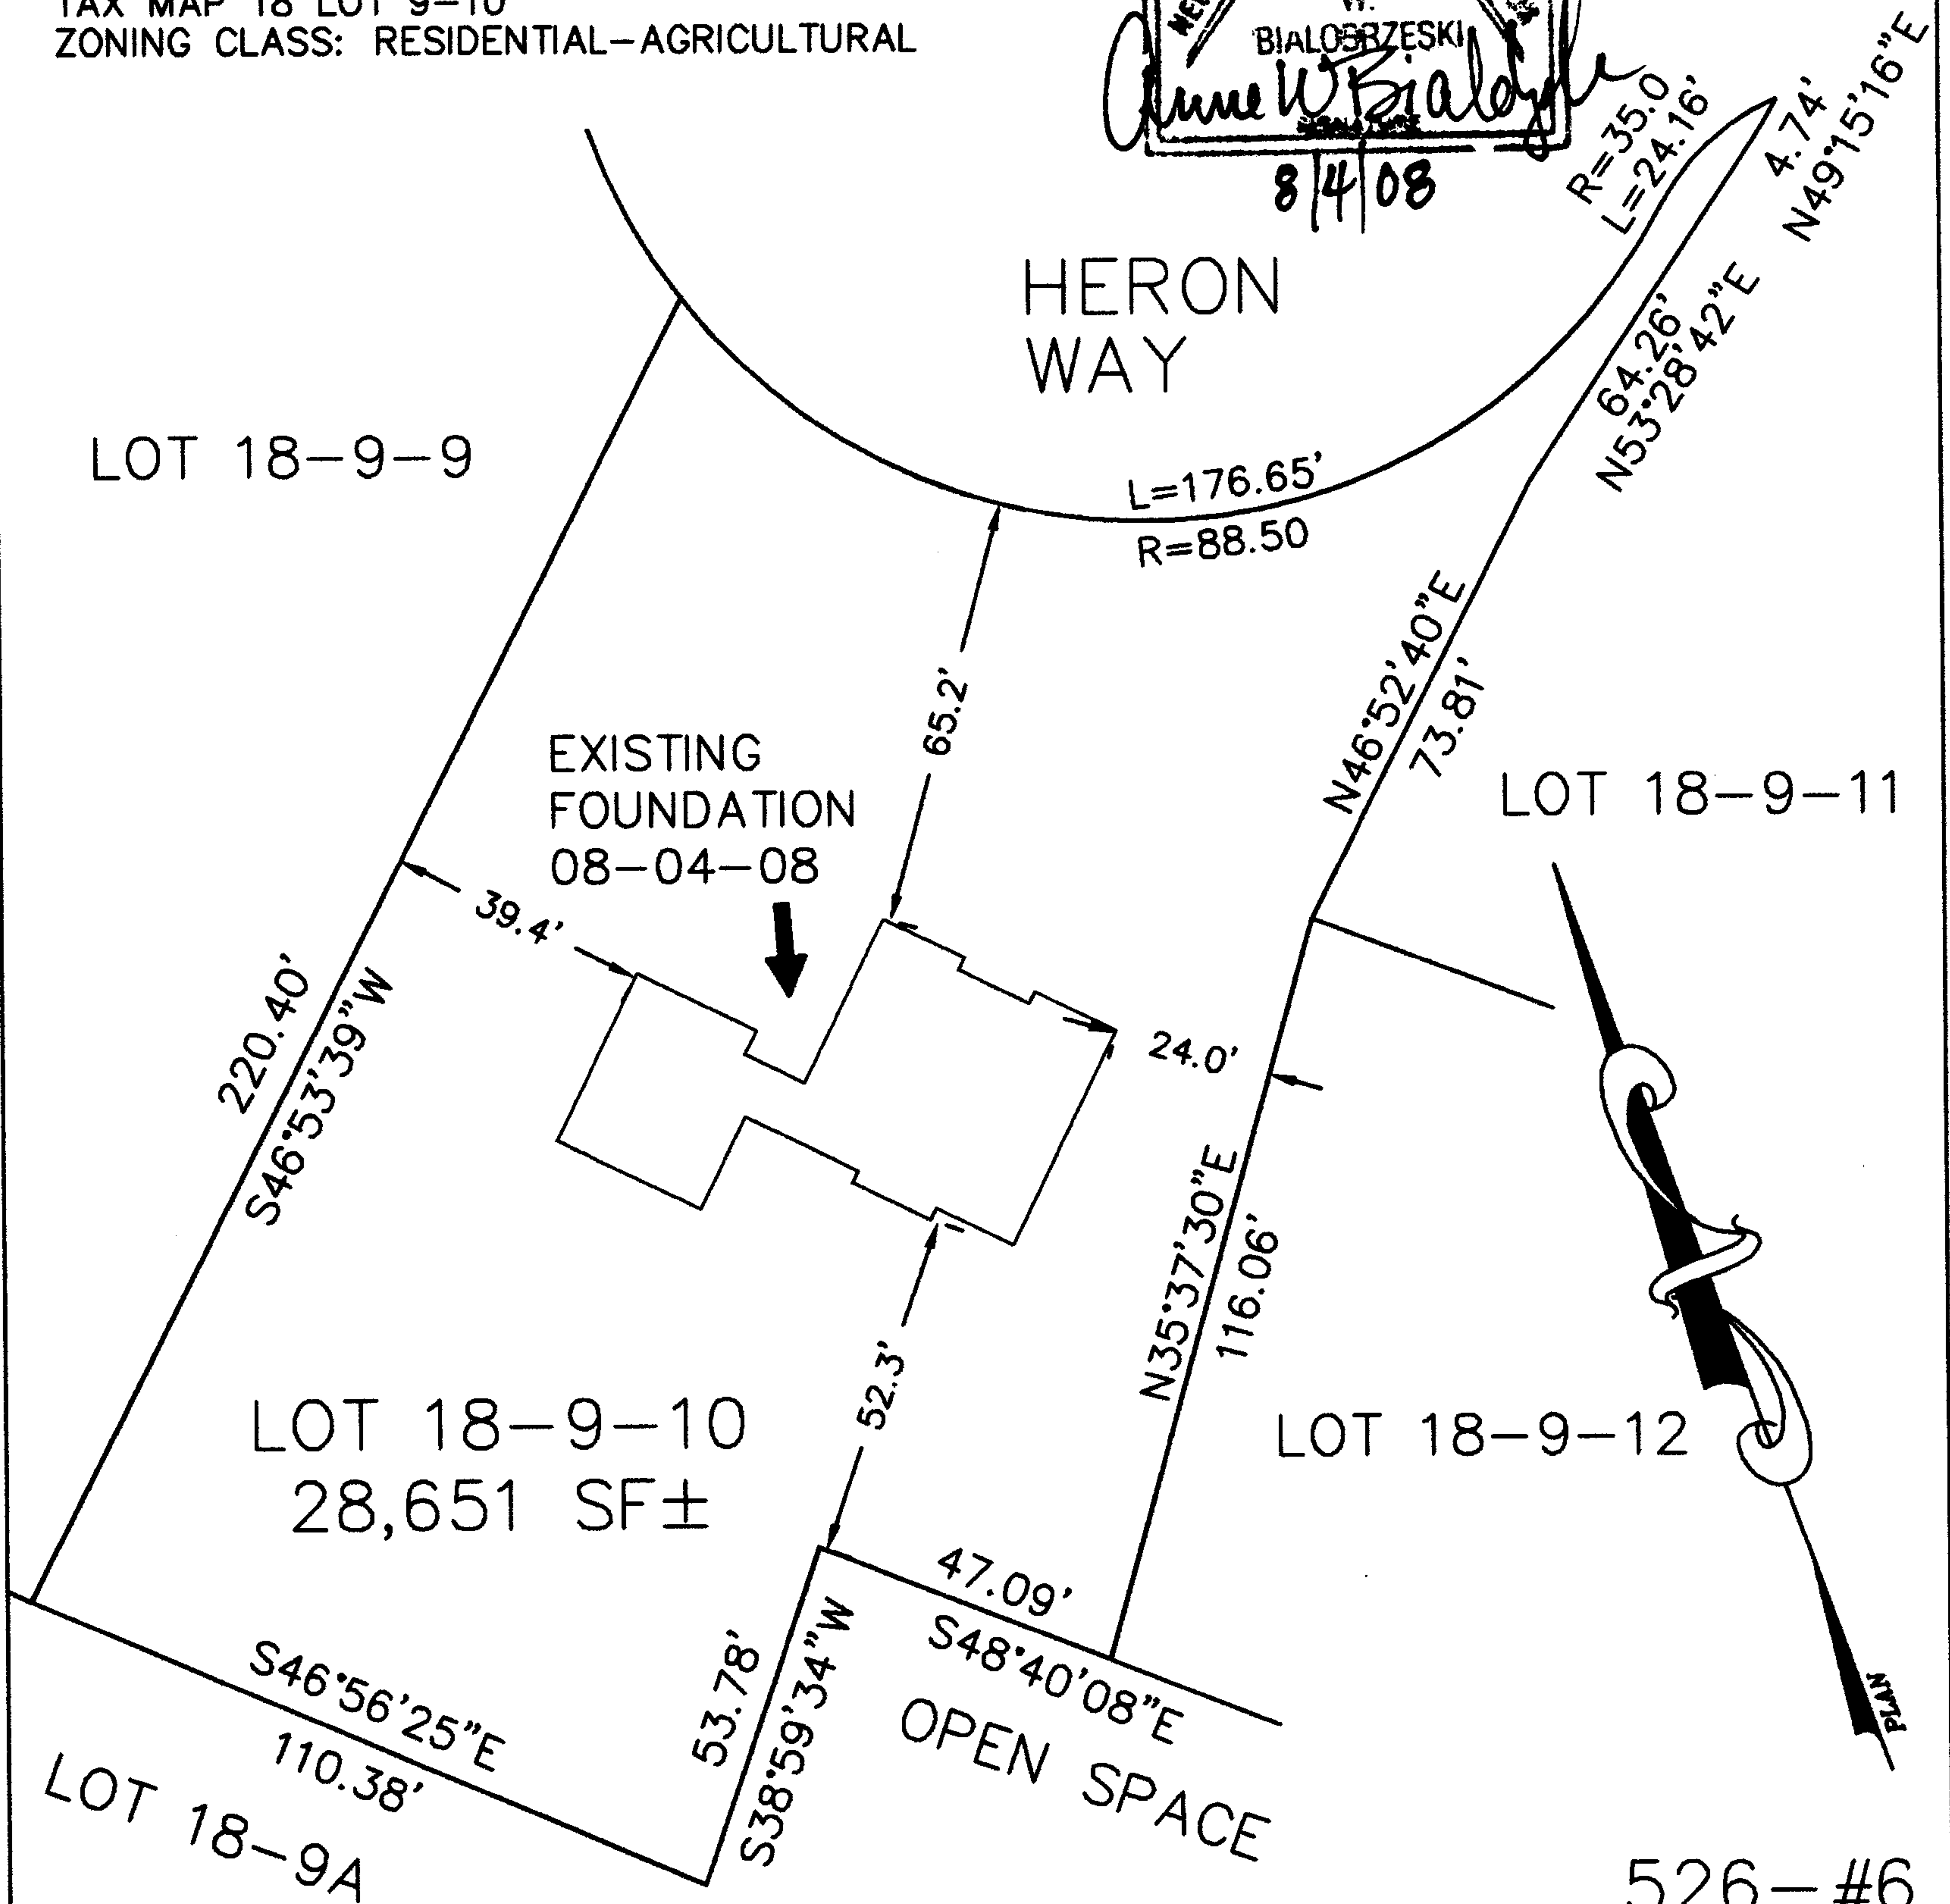 TAX MAP 18 LOT 9-10
ZONING CLASS: RESIDENTIAL-AGRICULTURAL
W.
BIALOBRZESKI
8/4/08
R=35.0
L=24.16'
4.74'
N49°15'16"E
HERON
WAY
64.26'
N53°28'42"E
LOT 18-9-9
L=176.65'
R=88.50
65.2'
N46°52'40"E
73.81'
EXISTING
FOUNDATION
08-04-08
LOT 18-9-11
39.4'
24.0'
220.40'
S46°53'39"W
N35°37'30"E
116.06'
52.3'
LOT 18-9-10
28,651 SF±
LOT 18-9-12
47.09'
S48°40'08"E
53.78'
S38°59'34"W
S46°56'25"E
110.38'
OPEN SPACE
PLAN
LOT 18-9A
526-#6